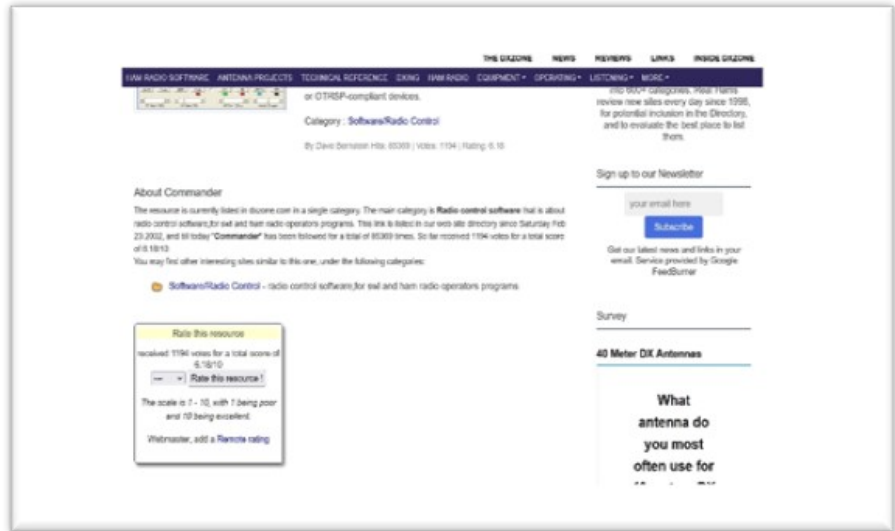 THE DXZONE NEWS REVIEWS LINKS INSIDE DXZONE
HAM RADIO SOFTWARE ANTENNA PROJECTS TECHNICAL REFERENCE DXING HAM RADIO EQUIPMENT OPERATING LISTENING MORE
or OTRSP-compliant devices.
Category : Software/Radio Control
By Dave Bernstein Hits: 85369 | Votes: 1194 | Rating: 6.18
About Commander
The resource is currently listed in dxzone.com in a single category. The main category is Radio control software that is about
radio control software,for swl and ham radio operators programs. This link is listed in our web site directory since Saturday Feb
23 2002, and till today "Commander" has been followed for a total of 85369 times. So far received 1194 votes for a total score
of 6.18/10
You may find other interesting sites similar to this one, under the following categories:
Software/Radio Control - radio control software,for swl and ham radio operators programs
Rate this resource
received 1194 votes for a total score of
6.18/10
--- Rate this resource !
The scale is 1 - 10, with 1 being poor
and 10 being excellent.
Webmaster, add a Remote rating
into 600+ categories. Real Hams
review new sites every day since 1998,
for potential inclusion in the Directory,
and to evaluate the best place to list
them.
Sign up to our Newsletter
your email here
Subscribe
Get our latest news and links in your
email. Service provided by Google
FeedBurner
Survey
40 Meter DX Antennas
What
antenna do
you most
often use for